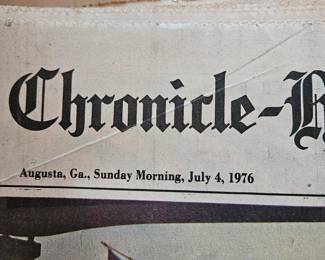 Chronicle-H
Augusta, Ga., Sunday Morning, July 4, 1976